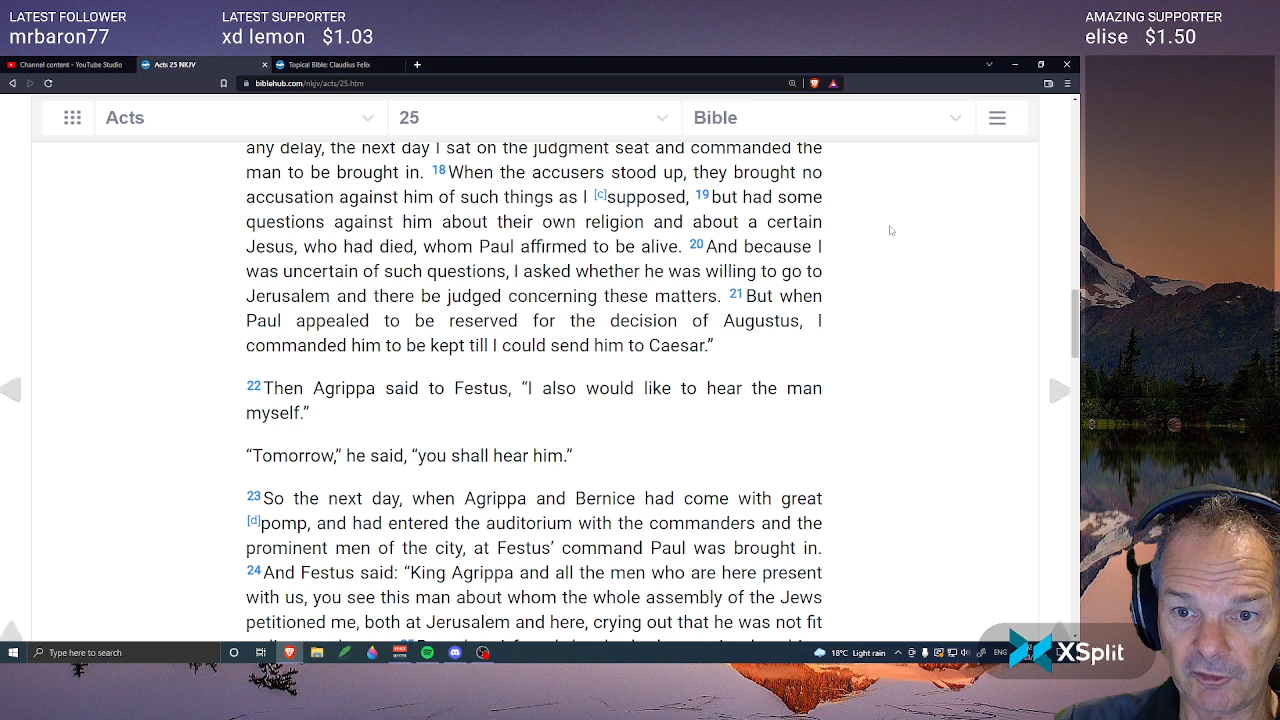 LATEST FOLLOWER
mrbaron77
LATEST SUPPORTER
xd lemon $1.03
AMAZING SUPPORTER
elise $1.50
Channel content - YouTube Studio
Acts 25 NKJV
Topical Bible: Claudius Felix
biblehub.com/nkjv/acts/25.htm
Acts
25
Bible
any delay, the next day I sat on the judgment seat and commanded the
man to be brought in. 18 When the accusers stood up, they brought no
accusation against him of such things as I [c]supposed, 19 but had some
questions against him about their own religion and about a certain
Jesus, who had died, whom Paul affirmed to be alive. 20 And because I
was uncertain of such questions, I asked whether he was willing to go to
Jerusalem and there be judged concerning these matters. 21 But when
Paul appealed to be reserved for the decision of Augustus, I
commanded him to be kept till I could send him to Caesar.”
22 Then Agrippa said to Festus, “I also would like to hear the man
myself.”
“Tomorrow,” he said, “you shall hear him.”
23 So the next day, when Agrippa and Bernice had come with great
[d]pomp, and had entered the auditorium with the commanders and the
prominent men of the city, at Festus’ command Paul was brought in.
24 And Festus said: “King Agrippa and all the men who are here present
with us, you see this man about whom the whole assembly of the Jews
petitioned me, both at Jerusalem and here, crying out that he was not fit
Type here to search
18°C Light rain
ENG
XSplit